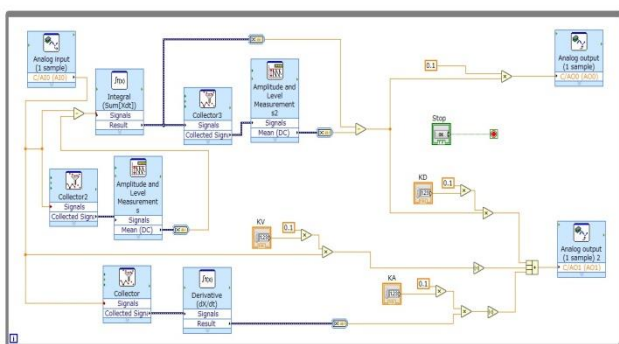 Analog input
(1 sample)
C/AI0 (AI0)
Integral
(Sum[Xdt])
Signals
Result
Collector3
Signals
Collected Signa
Amplitude and
Level
Measurement
s2
Signals
Mean (DC)
0.1
Analog output
(1 sample)
C/AO0 (AO0)
Stop
Collector2
Signals
Collected Signa
Amplitude and
Level
Measurement
s
Signals
Mean (DC)
KD
0.1
KV
0.1
Analog output
(1 sample) 2
C/AO1 (AO1)
Collector
Signals
Collected Signa
Derivative
(dX/dt)
Signals
Result
KA
0.1
i